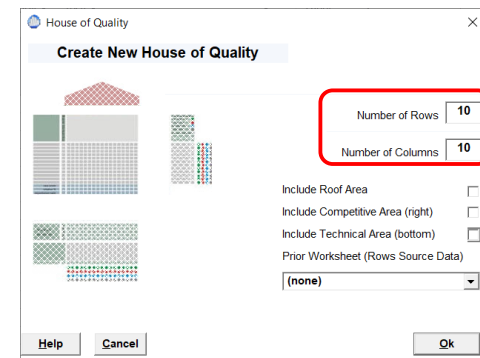 House of Quality
Create New House of Quality
Number of Rows 10
Number of Columns 10
Include Roof Area
Include Competitive Area (right)
Include Technical Area (bottom)
Prior Worksheet (Rows Source Data)
(none)
Help Cancel Ok